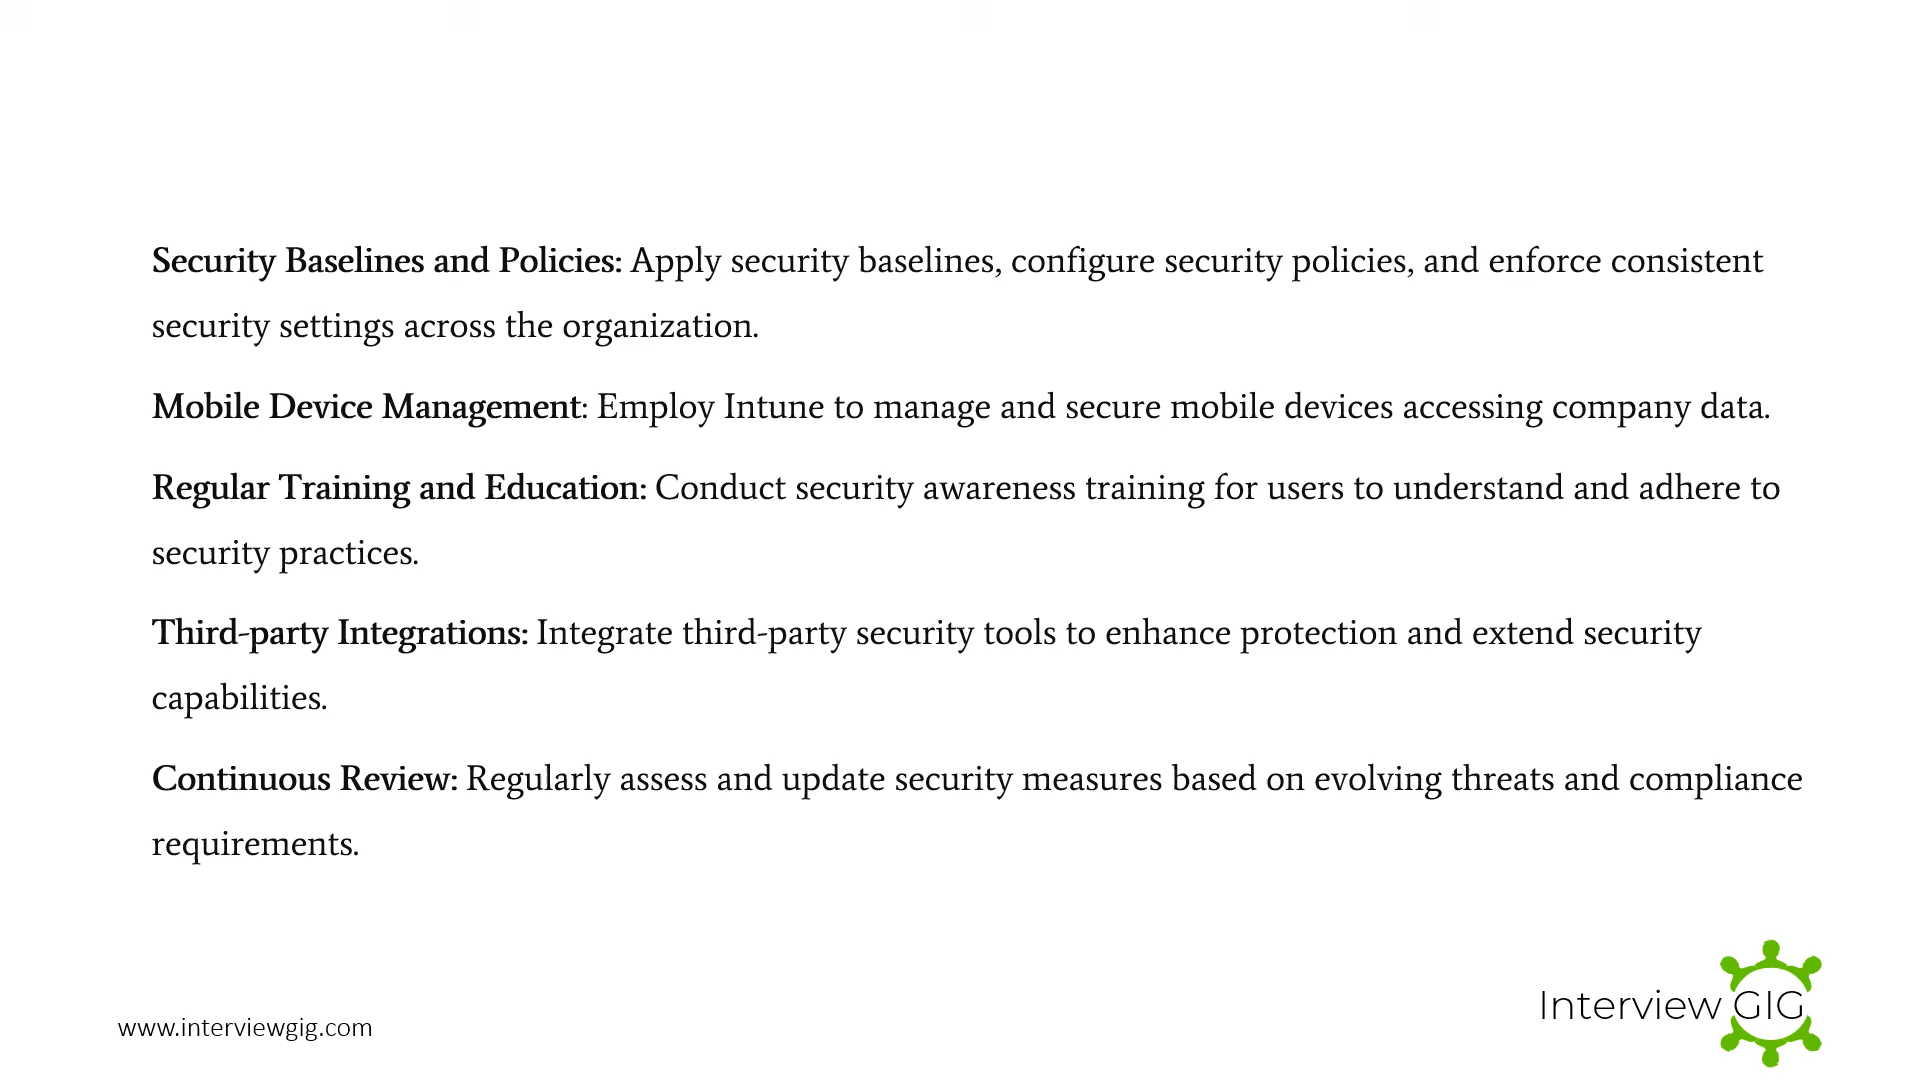 Security Baselines and Policies: Apply security baselines, configure security policies, and enforce consistent
security settings across the organization.
Mobile Device Management: Employ Intune to manage and secure mobile devices accessing company data.
Regular Training and Education: Conduct security awareness training for users to understand and adhere to
security practices.
Third-party Integrations: Integrate third-party security tools to enhance protection and extend security
capabilities.
Continuous Review: Regularly assess and update security measures based on evolving threats and compliance
requirements.
Interview GIG
www.interviewgig.com